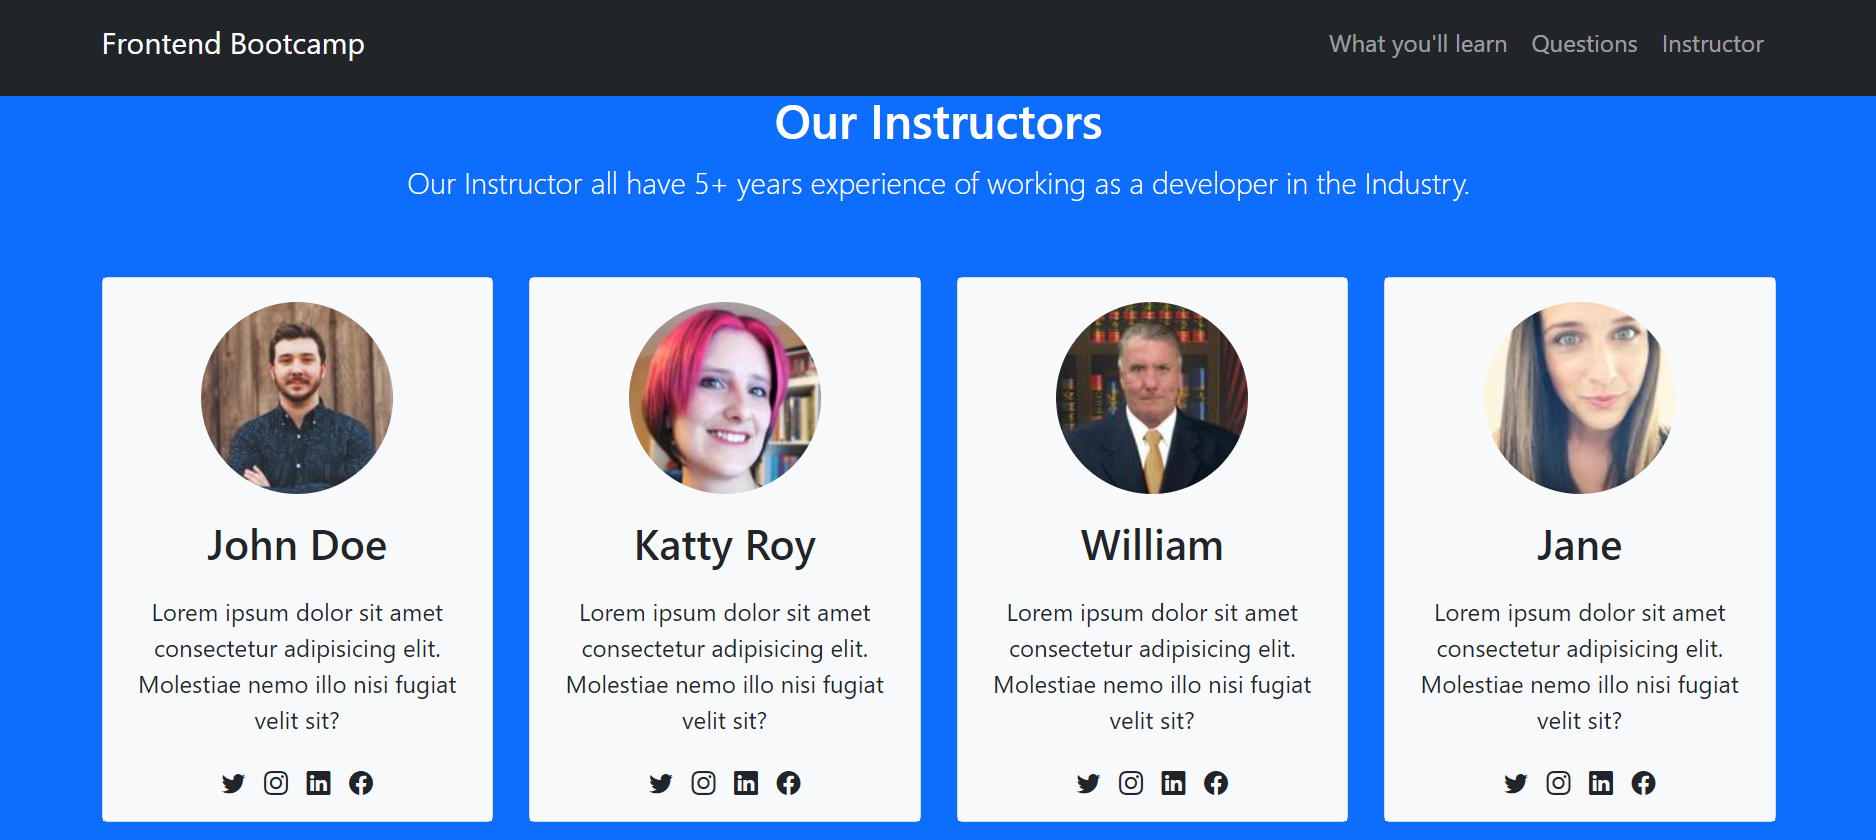 Frontend Bootcamp
What you'll learn Questions Instructor
Our Instructors
Our Instructor all have 5+ years experience of working as a developer in the Industry.
John Doe
Lorem ipsum dolor sit amet
consectetur adipisicing elit.
Molestiae nemo illo nisi fugiat
velit sit?
Katty Roy
Lorem ipsum dolor sit amet
consectetur adipisicing elit.
Molestiae nemo illo nisi fugiat
velit sit?
William
Lorem ipsum dolor sit amet
consectetur adipisicing elit.
Molestiae nemo illo nisi fugiat
velit sit?
Jane
Lorem ipsum dolor sit amet
consectetur adipisicing elit.
Molestiae nemo illo nisi fugiat
velit sit?